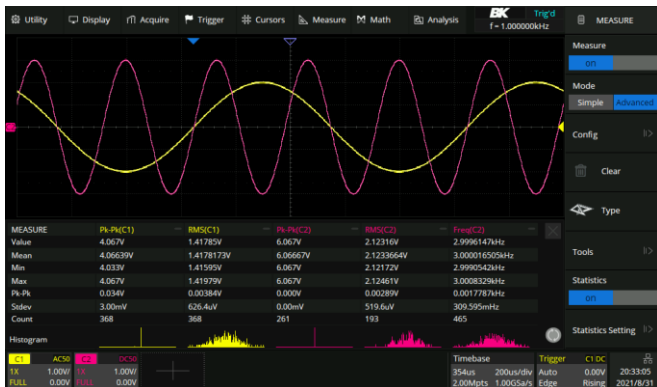 Utility Display Acquire Trigger Cursors Measure Math Analysis BK Trig'd MEASURE
f = 1.000000kHz
Measure
on
Mode
Simple Advanced
Config
Clear
Type
Tools
Statistics
on
Statistics Setting
MEASURE Pk-Pk(C1) RMS(C1) Pk-Pk(C2) RMS(C2) Freq(C2)
Value 4.067V 1.41785V 6.067V 2.12316V 2.9996147kHz
Mean 4.06639V 1.4178173V 6.06667V 2.1233664V 3.000016505kHz
Min 4.033V 1.41595V 6.067V 2.12172V 2.9990542kHz
Max 4.067V 1.41979V 6.067V 2.12461V 3.0008329kHz
Pk-Pk 0.034V 0.00384V 0.000V 0.00289V 0.0017787kHz
Stdev 3.00mV 626.4uV 0.00mV 519.6uV 309.595mHz
Count 368 368 261 193 465
Histogram
C1 AC50 C2 DC50 Timebase Trigger C1 DC
1X 1.00V/ 1X 1.00V/ 354us 200us/div Auto 0.00V 20:33:05
FULL 0.00V FULL 0.00V 2.00Mpts 1.00GSa/s Edge Rising 2021/8/31